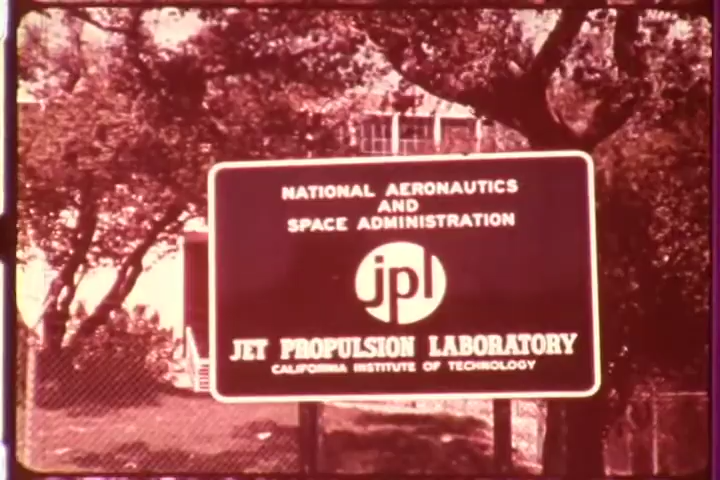 NATIONAL AERONAUTICS
AND
SPACE ADMINISTRATION
jpl
JET PROPULSION LABORATORY
CALIFORNIA INSTITUTE OF TECHNOLOGY